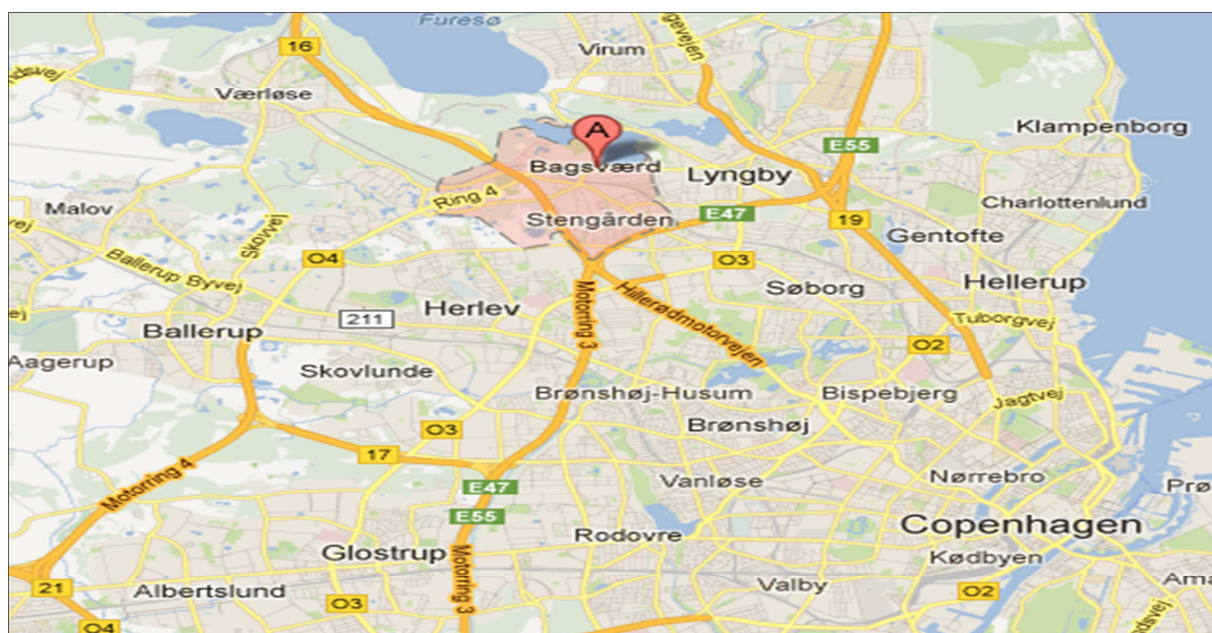 Furesø
Virum
16
Værløse
A
Klampenborg
E55
Bagsværd
Lyngby
Ring 4
Malov
Skovvej
Stengården
E47
19
Charlottenlund
Gentofte
O4
O3
Ballerup Byvej
Hellerup
Søborg
Herlev
Motorring 3
Hillerødmotorvejen
211
Ballerup
Tuborgvej
O2
Aagerup
Skovlunde
Brønshøj-Husum
Bispebjerg
Jagtvej
Brønshøj
O3
17
Motorring 4
Nørrebro
Vanløse
E47
E55
Copenhagen
Rodovre
Glostrup
Motorring 3
Kødbyen
Valby
21
Albertslund
O3
O2
O4